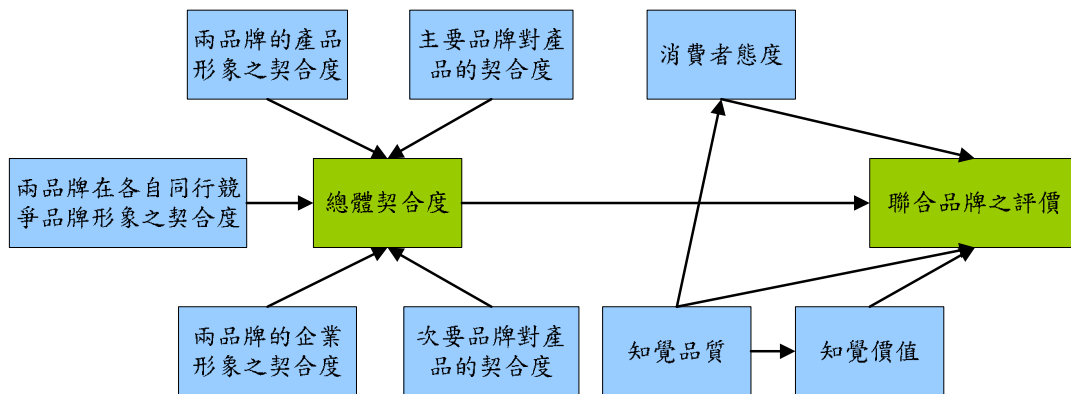 兩品牌的產品
形象之契合度
主要品牌對產
品的契合度
消費者態度
兩品牌在各自同行競
爭品牌形象之契合度
總體契合度
聯合品牌之評價
兩品牌的企業
形象之契合度
次要品牌對產
品的契合度
知覺品質
知覺價值